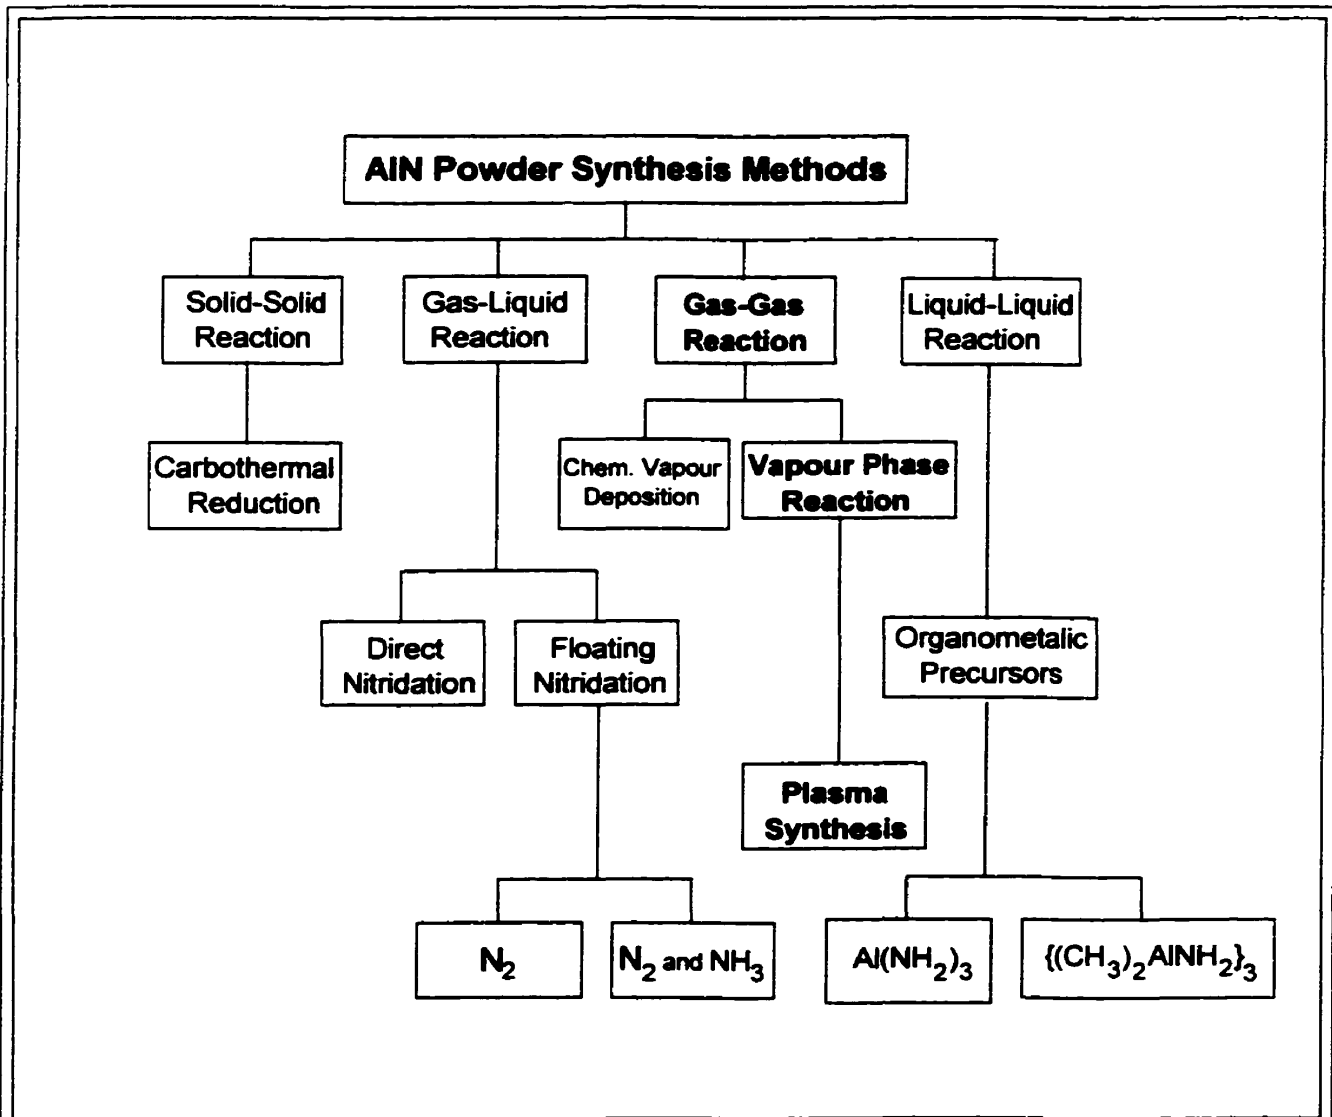 AlN Powder Synthesis Methods
Solid-Solid
Reaction
Gas-Liquid
Reaction
Gas-Gas
Reaction
Liquid-Liquid
Reaction
Carbothermal
Reduction
Chem. Vapour
Deposition
Vapour Phase
Reaction
Direct
Nitridation
Floating
Nitridation
Organometalic
Precursors
Plasma
Synthesis
N₂
N₂ and NH₃
Al(NH₂)₃
{(CH₃)₂AlNH₂}₃